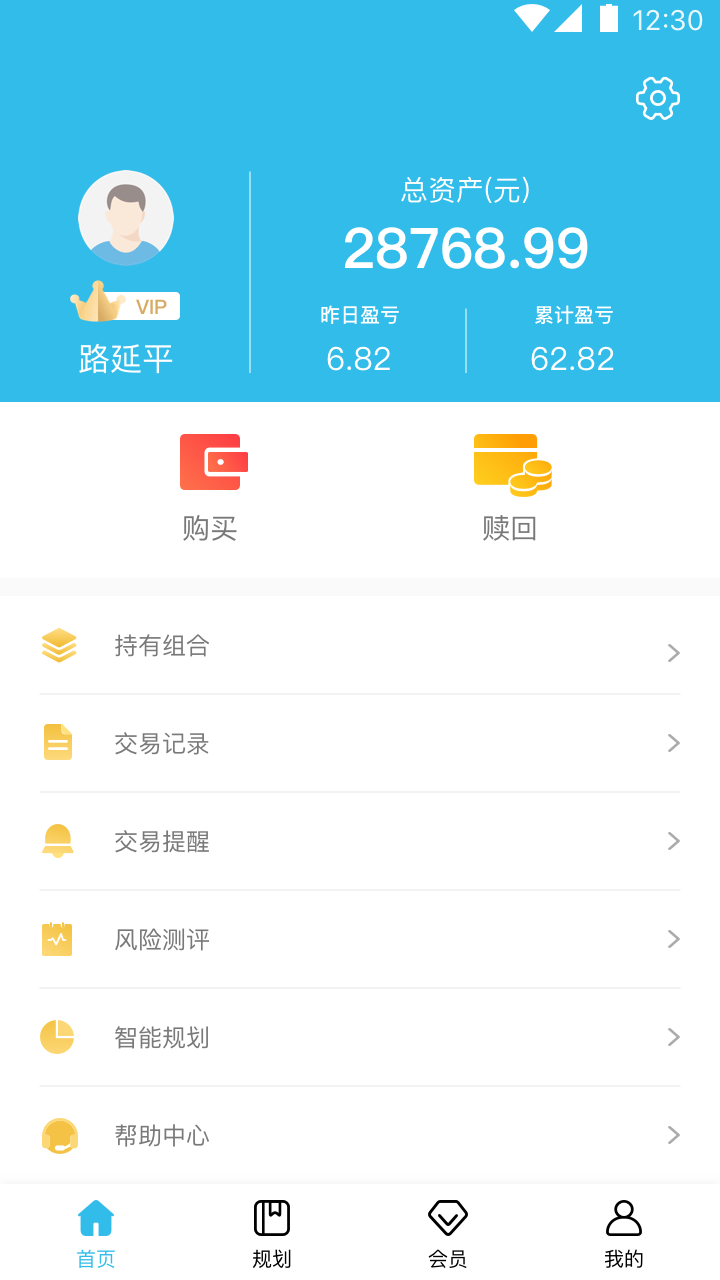 12:30
总资产(元)
28768.99
VIP
路延平
昨日盈亏
累计盈亏
6.82
62.82
购买
赎回
持有组合
交易记录
交易提醒
风险测评
智能规划
帮助中心
首页
规划
会员
我的